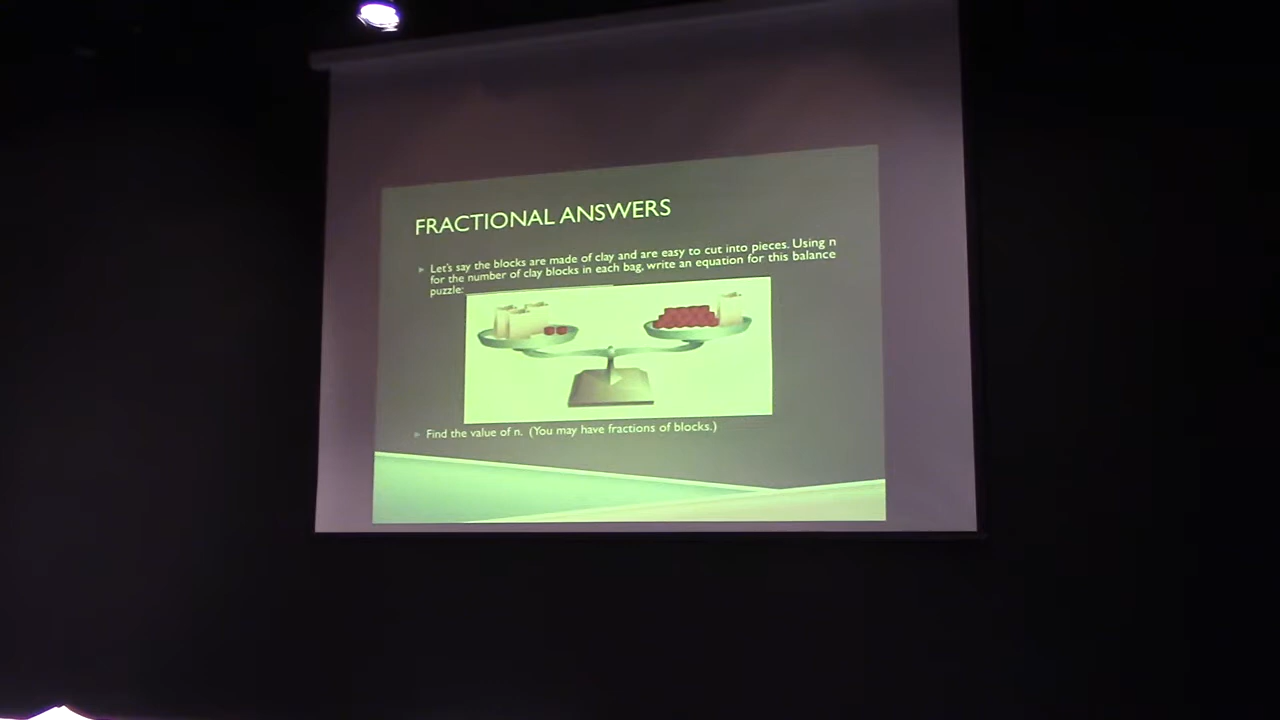 FRACTIONAL ANSWERS
Let's say the blocks are made of clay and are easy to cut into pieces. Using n
for the number of clay blocks in each bag, write an equation for this balance
puzzle:
Find the value of n. (You may have fractions of blocks.)